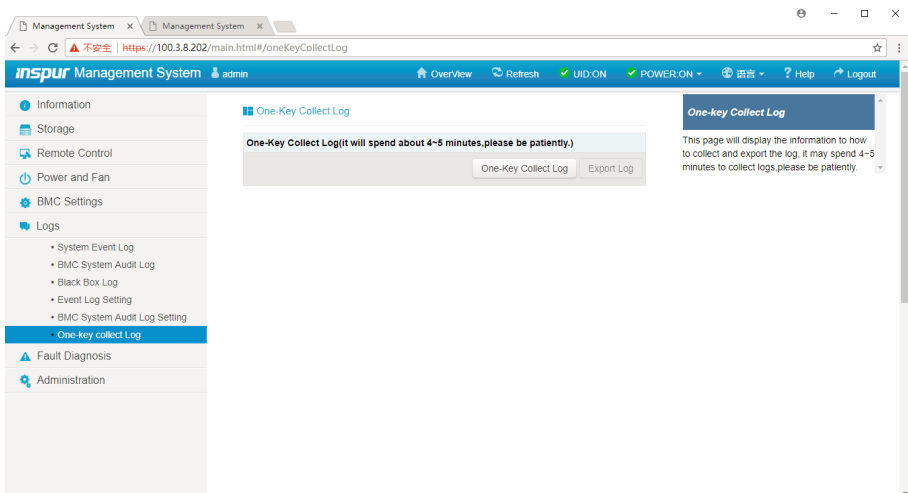 Management System
Management System
不安全 | https://100.3.8.202/main.html#/oneKeyCollectLog
inspur Management System admin OverView Refresh UID:ON POWER:ON 语言 ? Help Logout
Information
Storage
Remote Control
Power and Fan
BMC Settings
Logs
• System Event Log
• BMC System Audit Log
• Black Box Log
• Event Log Setting
• BMC System Audit Log Setting
• One-key collect Log
Fault Diagnosis
Administration
One-Key Collect Log
One-Key Collect Log(it will spend about 4~5 minutes,please be patiently.)
One-Key Collect Log Export Log
One-key Collect Log
This page will display the information to how
to collect and export the log, it may spend 4~5
minutes to collect logs,please be patiently.